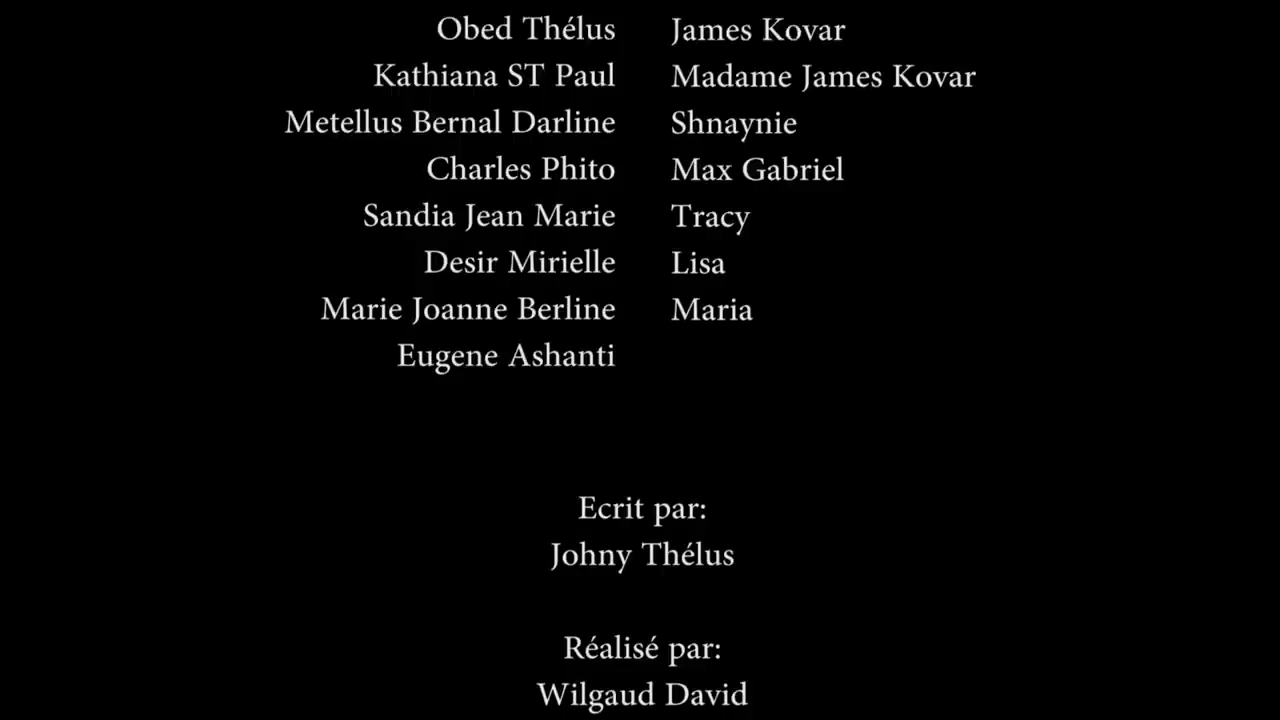 Obed Thélus James Kovar
Kathiana ST Paul Madame James Kovar
Metellus Bernal Darline Shnaynie
Charles Phito Max Gabriel
Sandia Jean Marie Tracy
Desir Mirielle Lisa
Marie Joanne Berline Maria
Eugene Ashanti
Ecrit par:
Johny Thélus
Réalisé par:
Wilgaud David